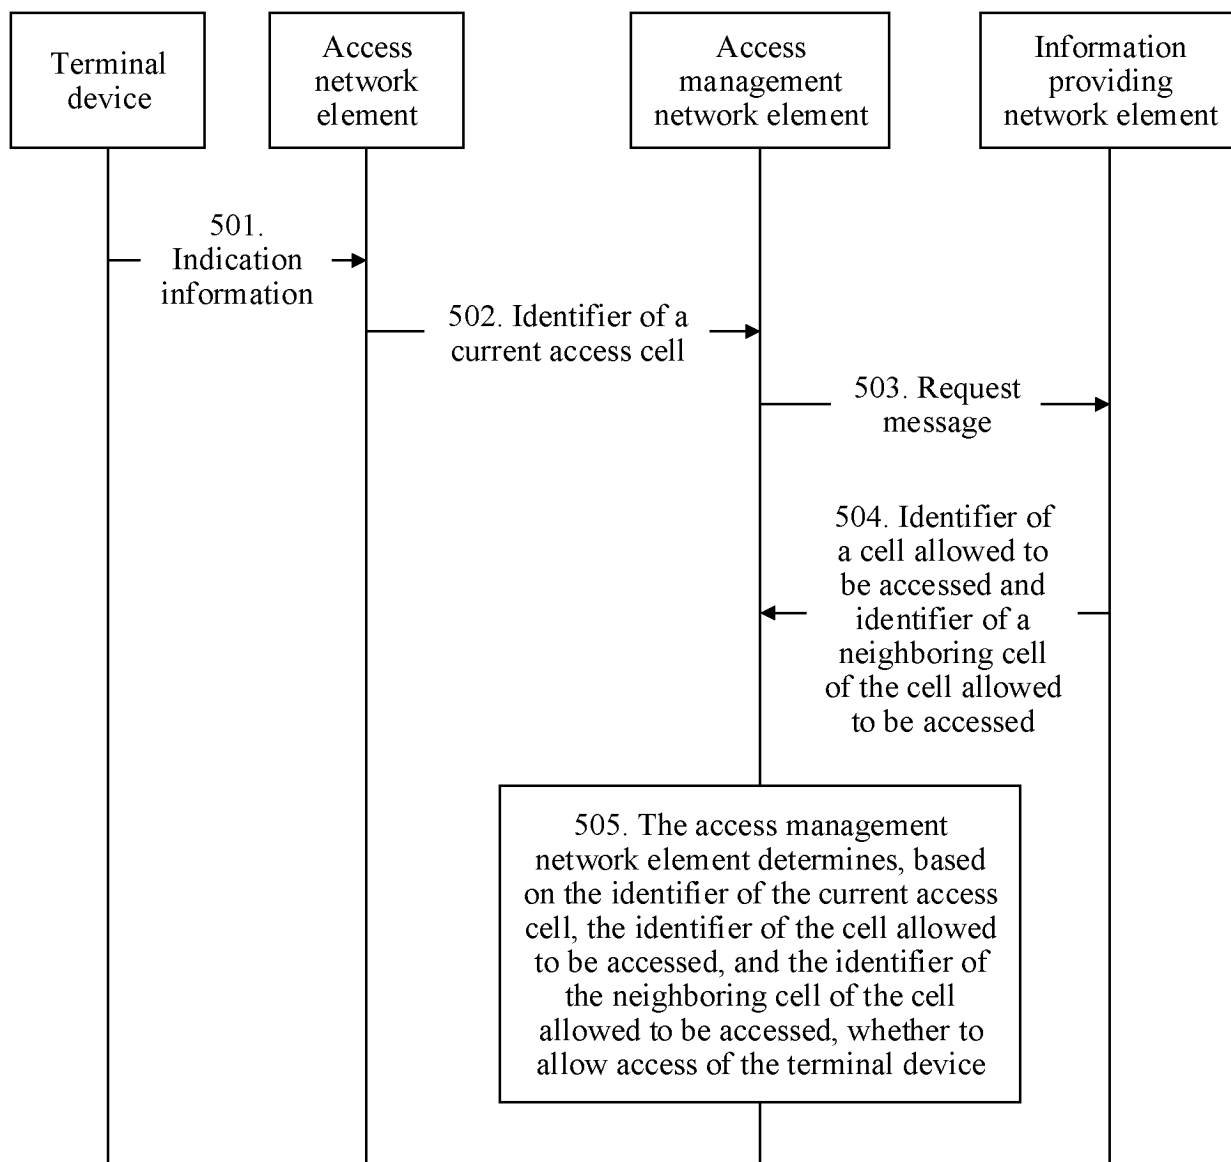 Terminal
device
Access
network
element
Access
management
network element
Information
providing
network element
501.
Indication
information
502. Identifier of a
current access cell
503. Request
message
504. Identifier of
a cell allowed to
be accessed and
identifier of a
neighboring cell
of the cell allowed
to be accessed
505. The access management
network element determines, based
on the identifier of the current access
cell, the identifier of the cell allowed
to be accessed, and the identifier of
the neighboring cell of the cell
allowed to be accessed, whether to
allow access of the terminal device